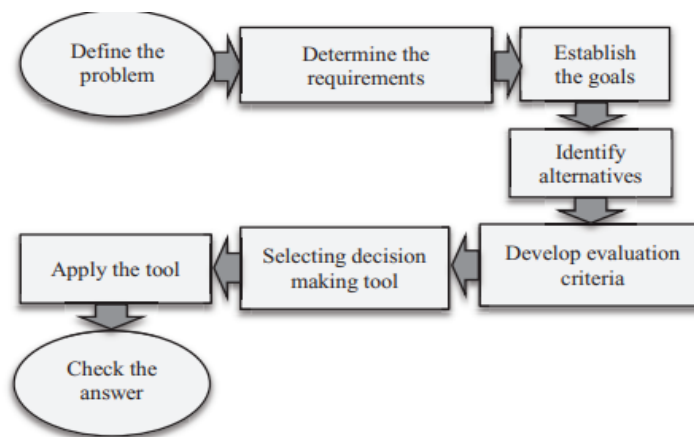 Define the
problem
Determine the
requirements
Establish
the goals
Identify
alternatives
Develop evaluation
criteria
Selecting decision
making tool
Apply the tool
Check the
answer